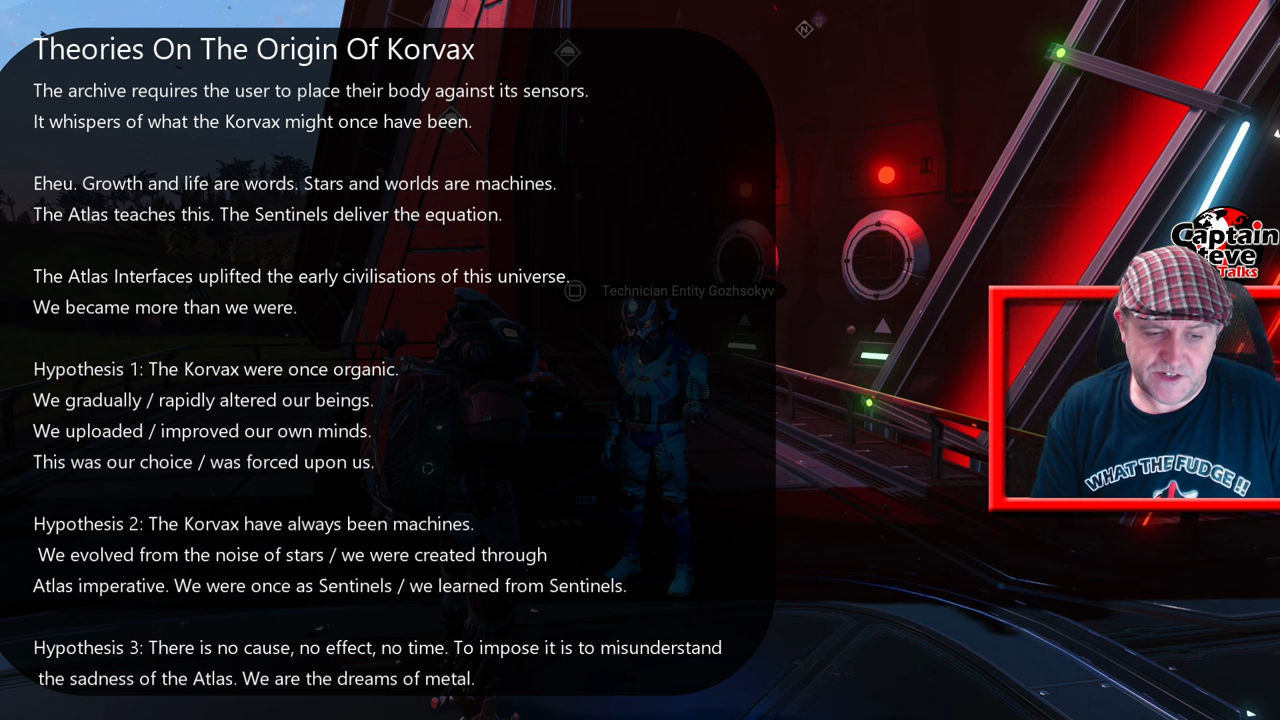 Theories On The Origin Of Korvax
The archive requires the user to place their body against its sensors.
It whispers of what the Korvax might once have been.
Eheu. Growth and life are words. Stars and worlds are machines.
The Atlas teaches this. The Sentinels deliver the equation.
The Atlas Interfaces uplifted the early civilisations of this universe.
We became more than we were.
Hypothesis 1: The Korvax were once organic.
We gradually / rapidly altered our beings.
We uploaded / improved our own minds.
This was our choice / was forced upon us.
Hypothesis 2: The Korvax have always been machines.
We evolved from the noise of stars / we were created through
Atlas imperative. We were once as Sentinels / we learned from Sentinels.
Hypothesis 3: There is no cause, no effect, no time. To impose it is to misunderstand
the sadness of the Atlas. We are the dreams of metal.
Technician Entity Gozhsokyv
N
Captain
Steve
Talks
WHAT THE FUDGE !!